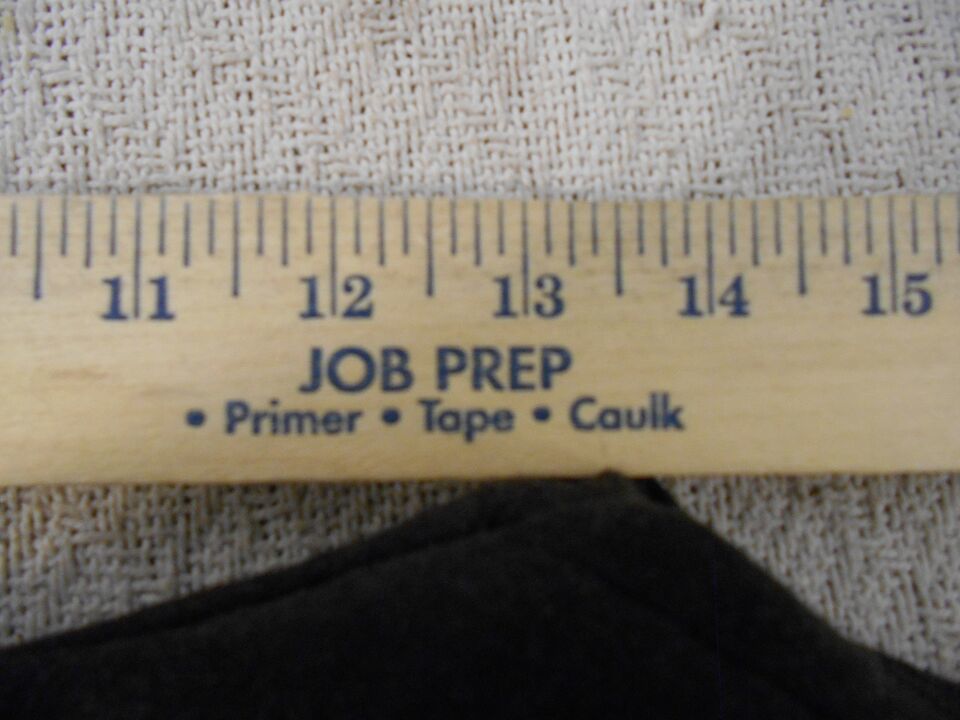 11 12 13 14 15
JOB PREP
• Primer • Tape • Caulk